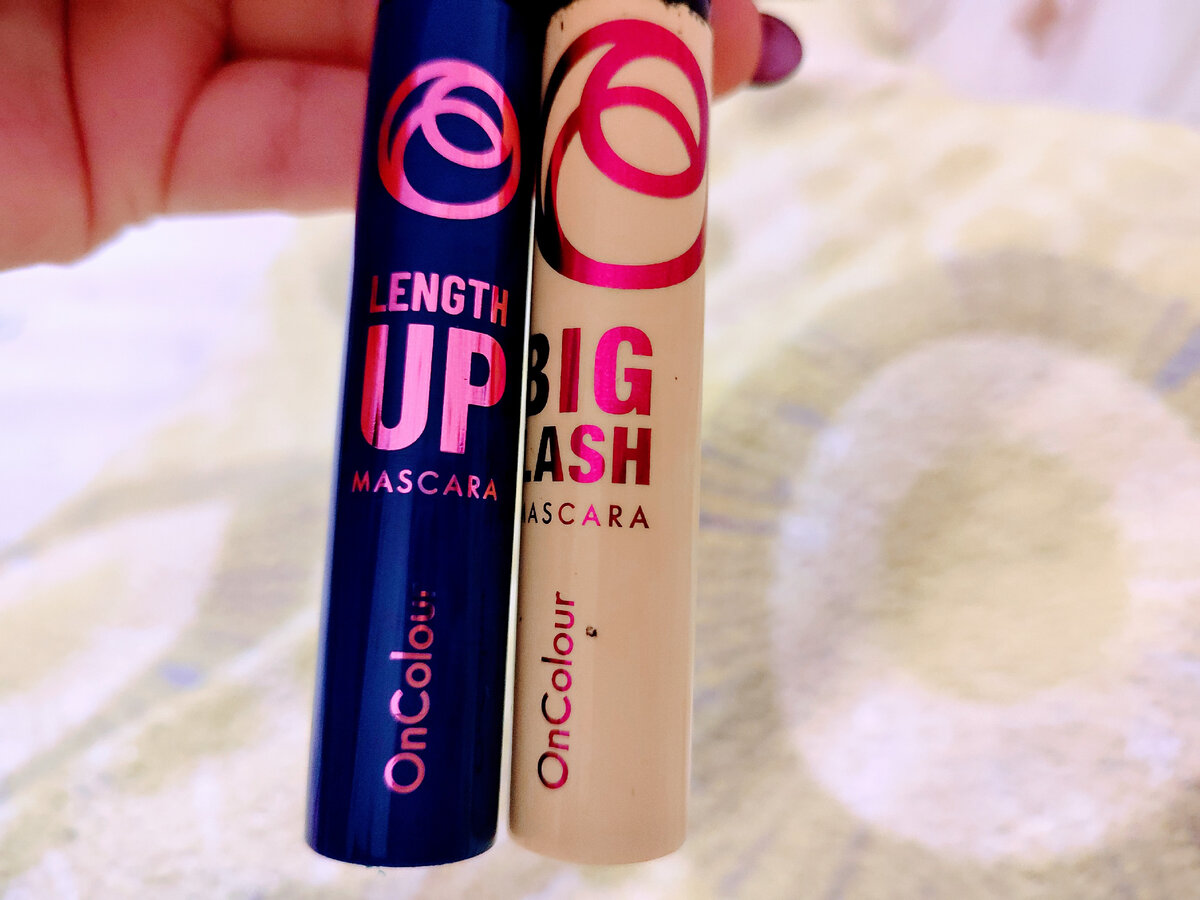 LENGTH
UP
MASCARA
OnColour
BIG
LASH
MASCARA
OnColour